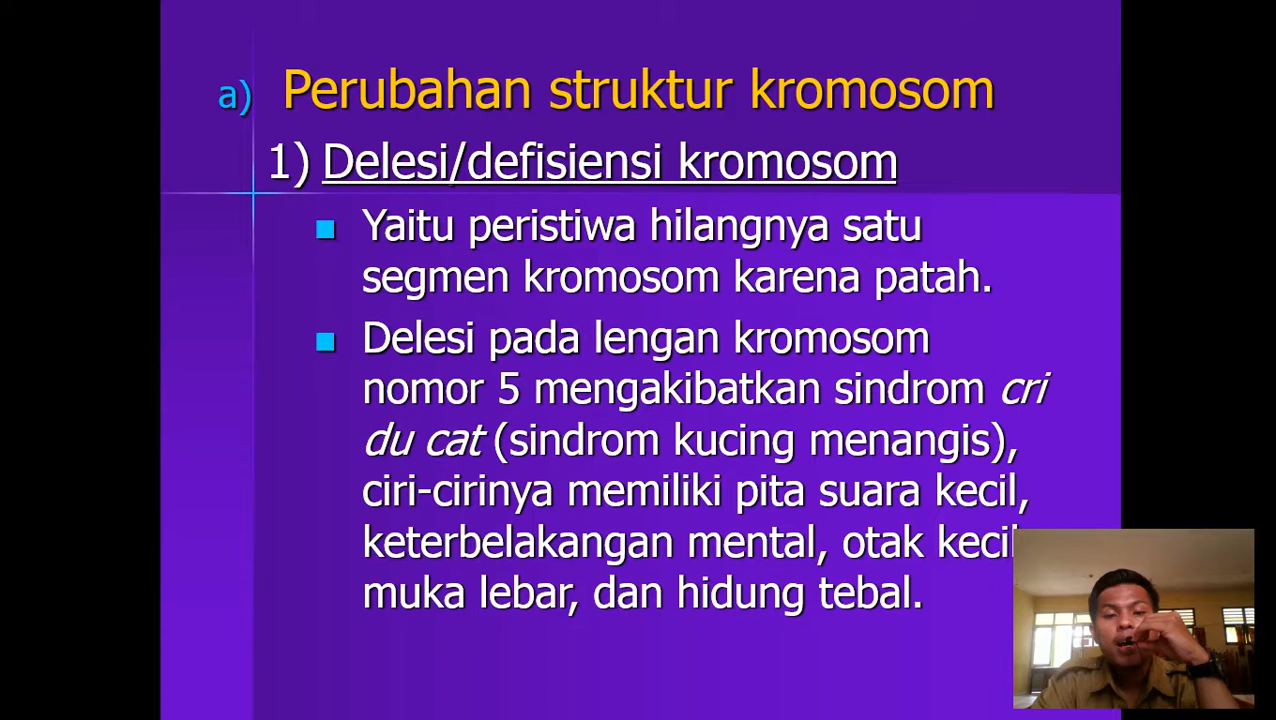 a) Perubahan struktur kromosom
1) Delesi/defisiensi kromosom
Yaitu peristiwa hilangnya satu
segmen kromosom karena patah.
Delesi pada lengan kromosom
nomor 5 mengakibatkan sindrom cri
du cat (sindrom kucing menangis),
ciri-cirinya memiliki pita suara kecil,
keterbelakangan mental, otak kecil
muka lebar, dan hidung tebal.